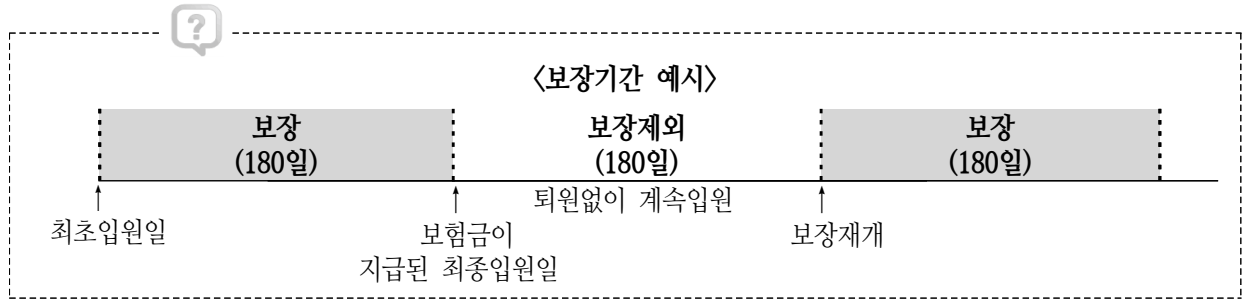 ?
〈보장기간 예시〉
보장 보장제외 보장
(180일) (180일) (180일)
퇴원없이 계속입원
최초입원일 보험금이 보장재개
지급된 최종입원일